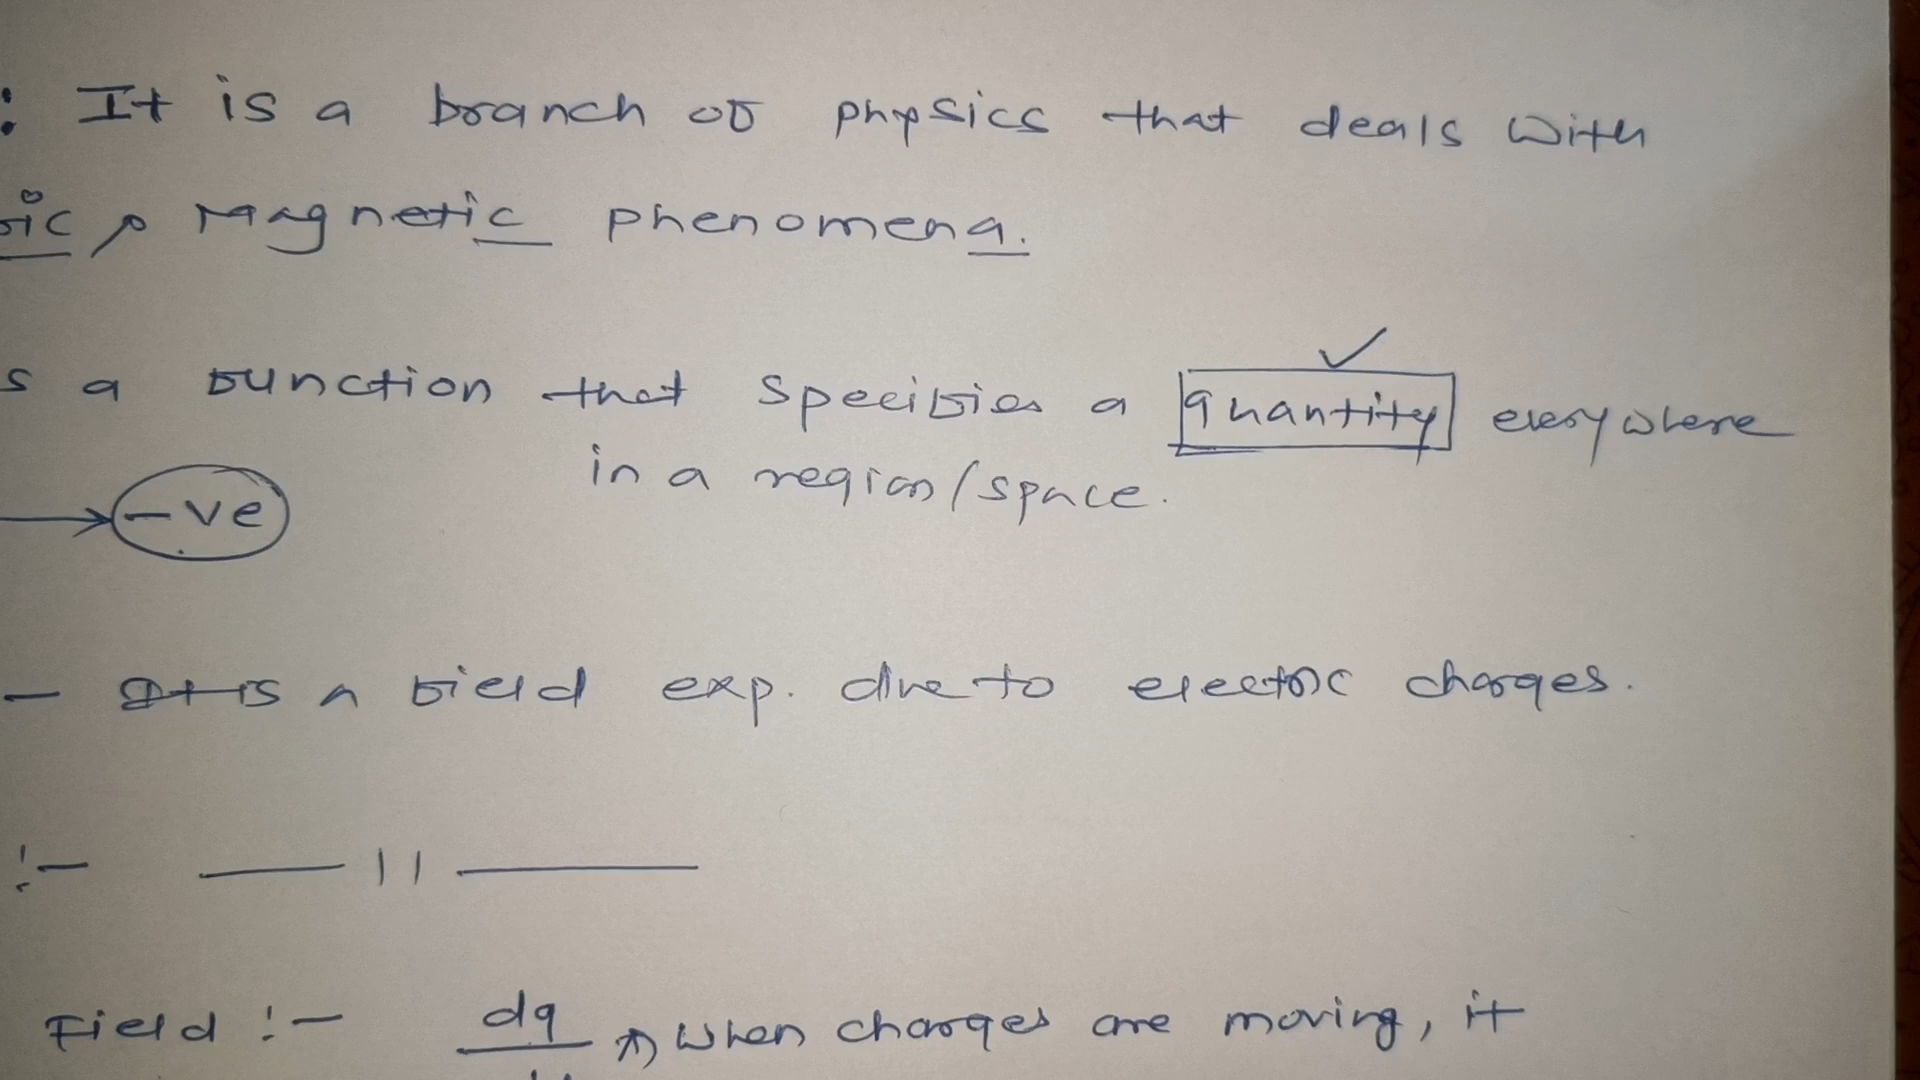 : It is a branch of physics that deals with
ric, Magnetic phenomena.
s a function that specifies a quantity everywhere
in a region/space.
→ -ve
- It is a field exp. due to electric charges.
:- —— 11 ——
Field :- dq when charges are moving, it